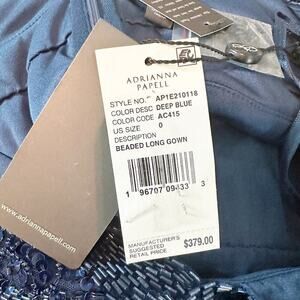 ADRIANNA
PAPELL
STYLE NO. AP1E210118
COLOR DESC DEEP BLUE
COLOR CODE AC415
US SIZE 0
DESCRIPTION
BEADED LONG GOWN
1 96707 09433 3
MANUFACTURER'S
SUGGESTED
RETAIL PRICE
$379.00
www.adriannapapell.com